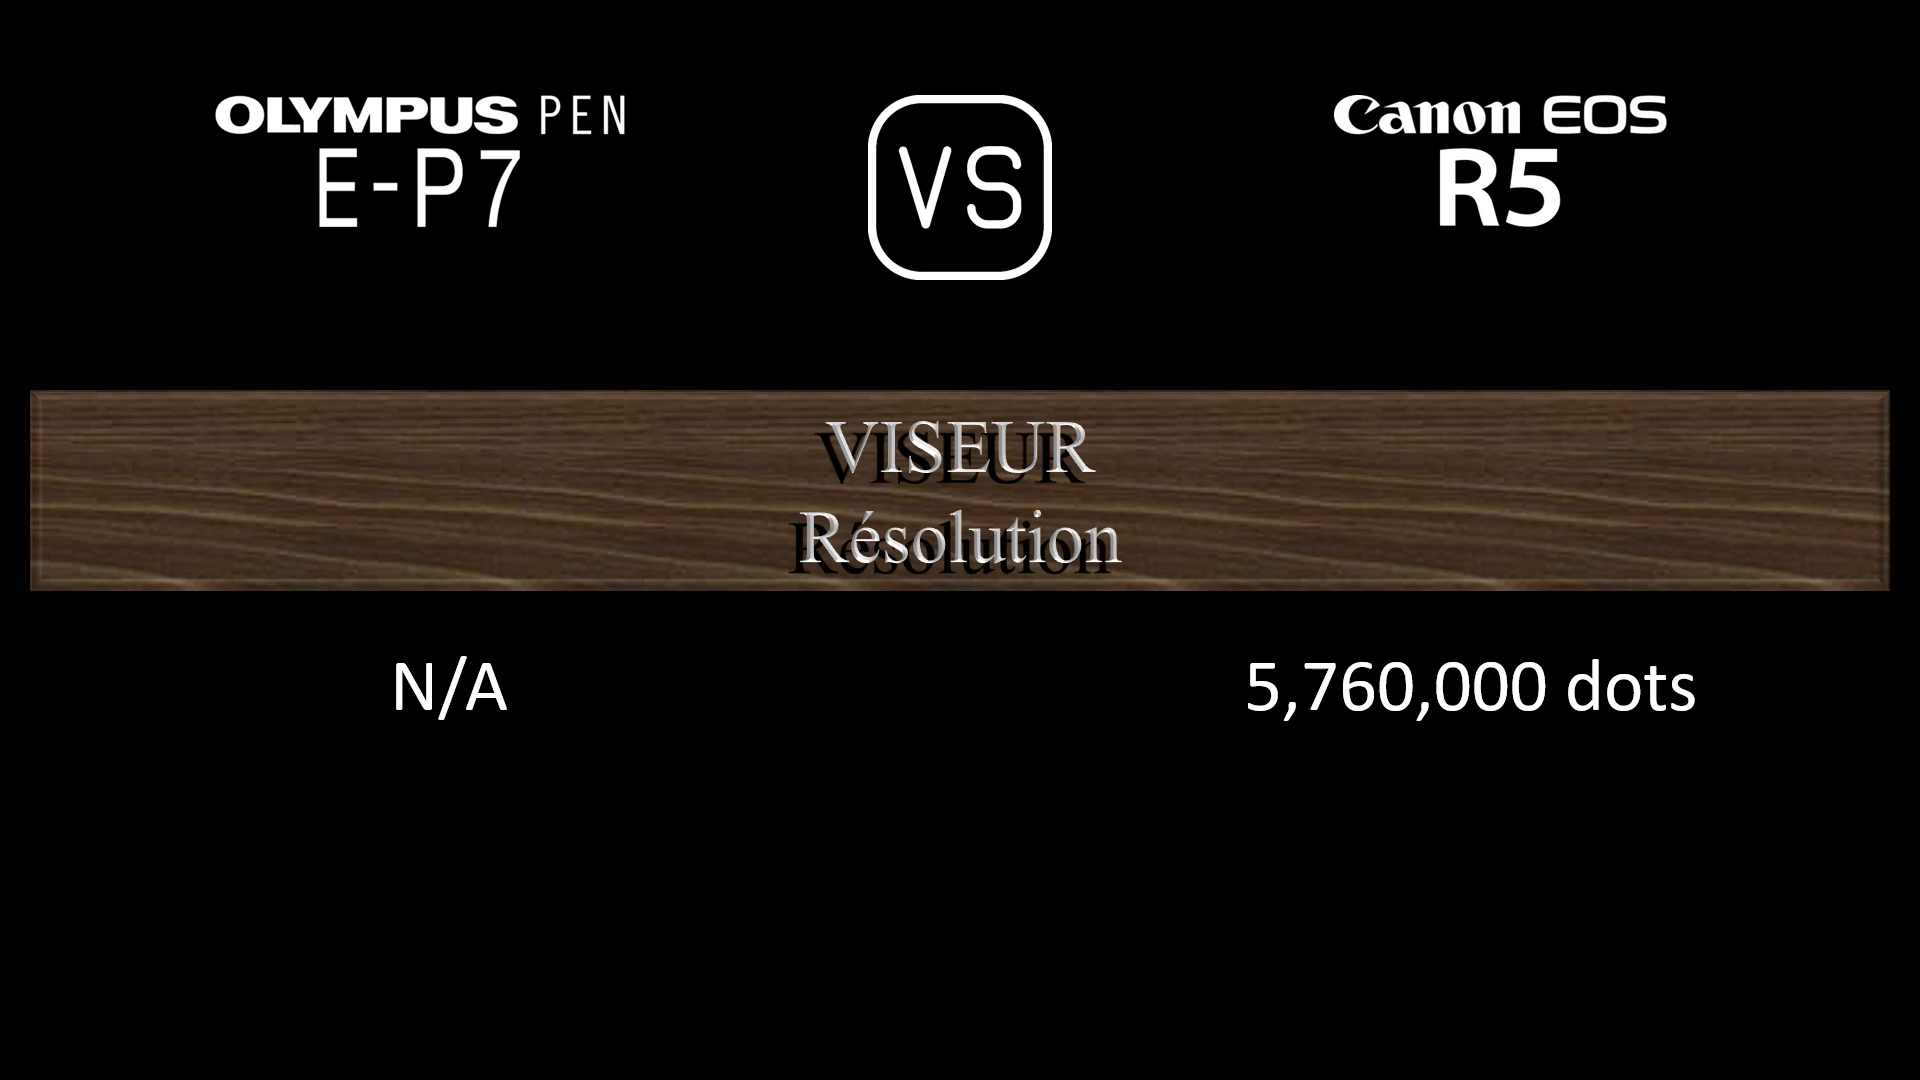 OLYMPUS PEN
E-P7
VS
Canon EOS
R5
VISEUR
Résolution
N/A
5,760,000 dots